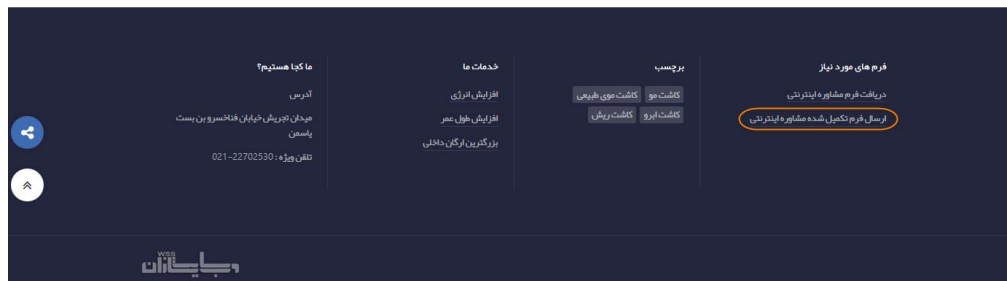 فرم های مورد نیاز
دریافت فرم مشاوره اینترنتی
ارسال فرم تکمیل شده مشاوره اینترنتی
برچسب
کاشت مو
کاشت موی طبیعی
کاشت ابرو
کاشت ریش
خدمات ما
افزایش انرژی
افزایش طول عمر
بزرگترین ارگان داخلی
ما کجا هستیم؟
آدرس
میدان تجریش خیابان فناخسرو بن بست
یاسمن
تلفن ویژه : 22702530-021
WSS
وبسایتسازان